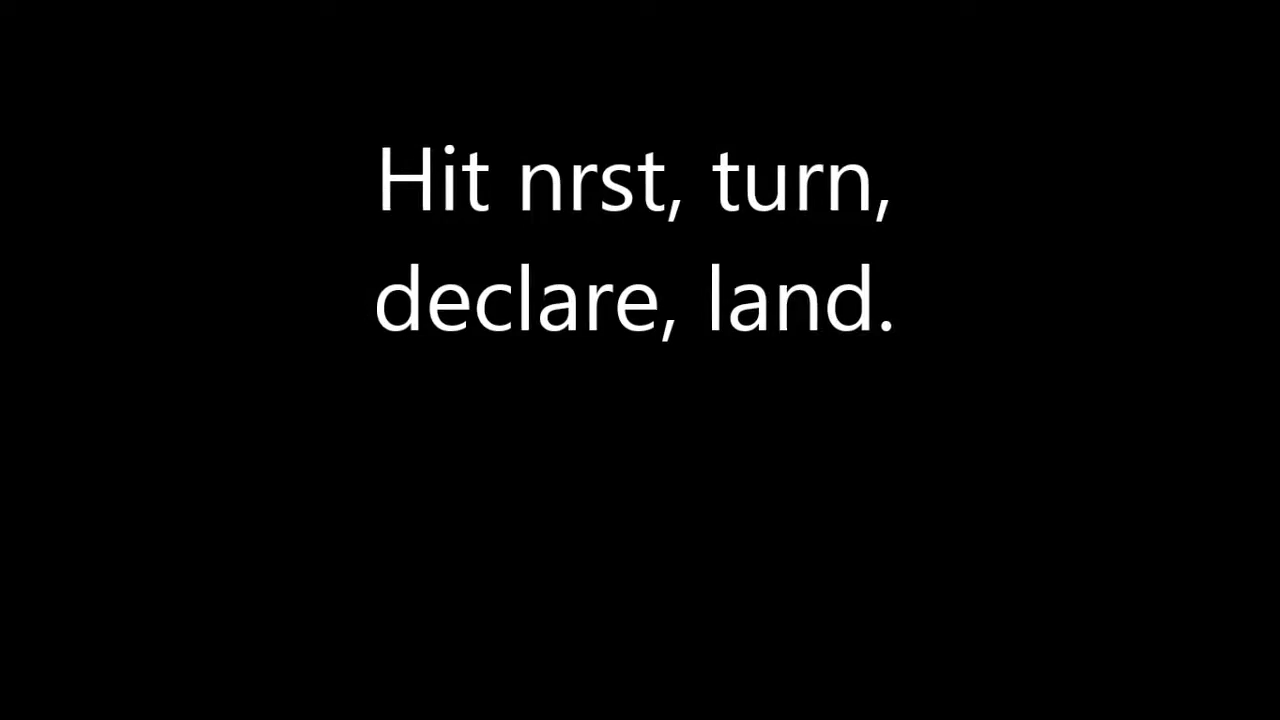 Hit nrst, turn,
declare, land.